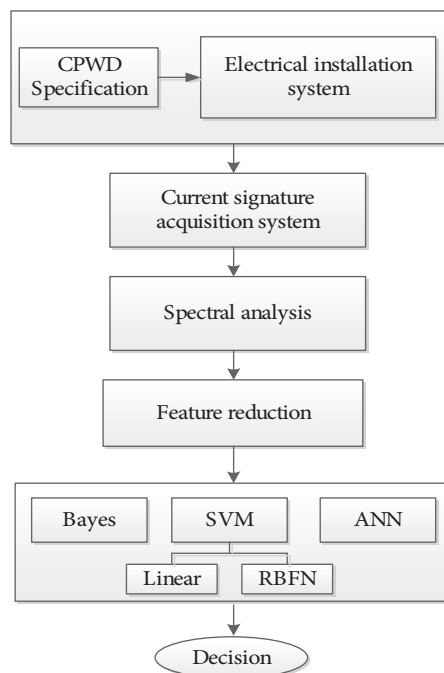 CPWD
Specification
Electrical installation
system
Current signature
acquisition system
Spectral analysis
Feature reduction
Bayes
SVM
ANN
Linear
RBFN
Decision